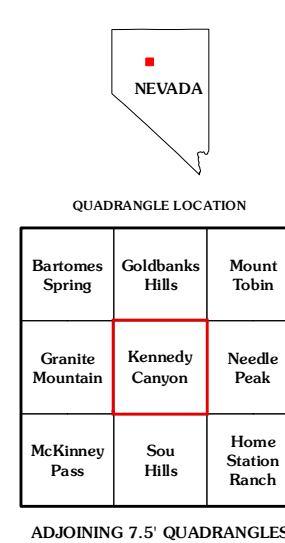 NEVADA
QUADRANGLE LOCATION
Bartomes
Spring
Goldbanks
Hills
Mount
Tobin
Granite
Mountain
Kennedy
Canyon
Needle
Peak
McKinney
Pass
Sou
Hills
Home
Station
Ranch
ADJOINING 7.5' QUADRANGLES